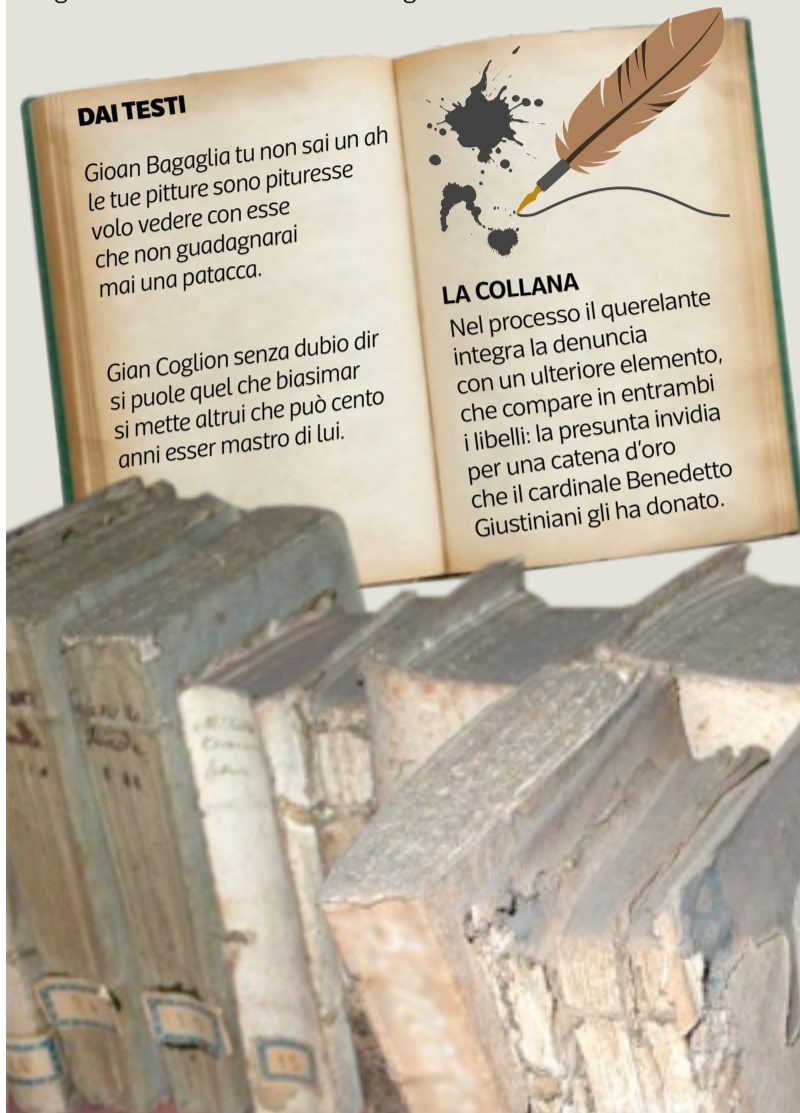 DAI TESTI
Gioan Bagaglia tu non sai un ah
le tue pitture sono pituresse
volo vedere con esse
che non guadagnarai
mai una patacca.
Gian Coglion senza dubio dir
si puole quel che biasimar
si mette altrui che può cento
anni esser mastro di lui.
LA COLLANA
Nel processo il querelante
integra la denuncia
con un ulteriore elemento,
che compare in entrambi
i libelli: la presunta invidia
per una catena d'oro
che il cardinale Benedetto
Giustiniani gli ha donato.